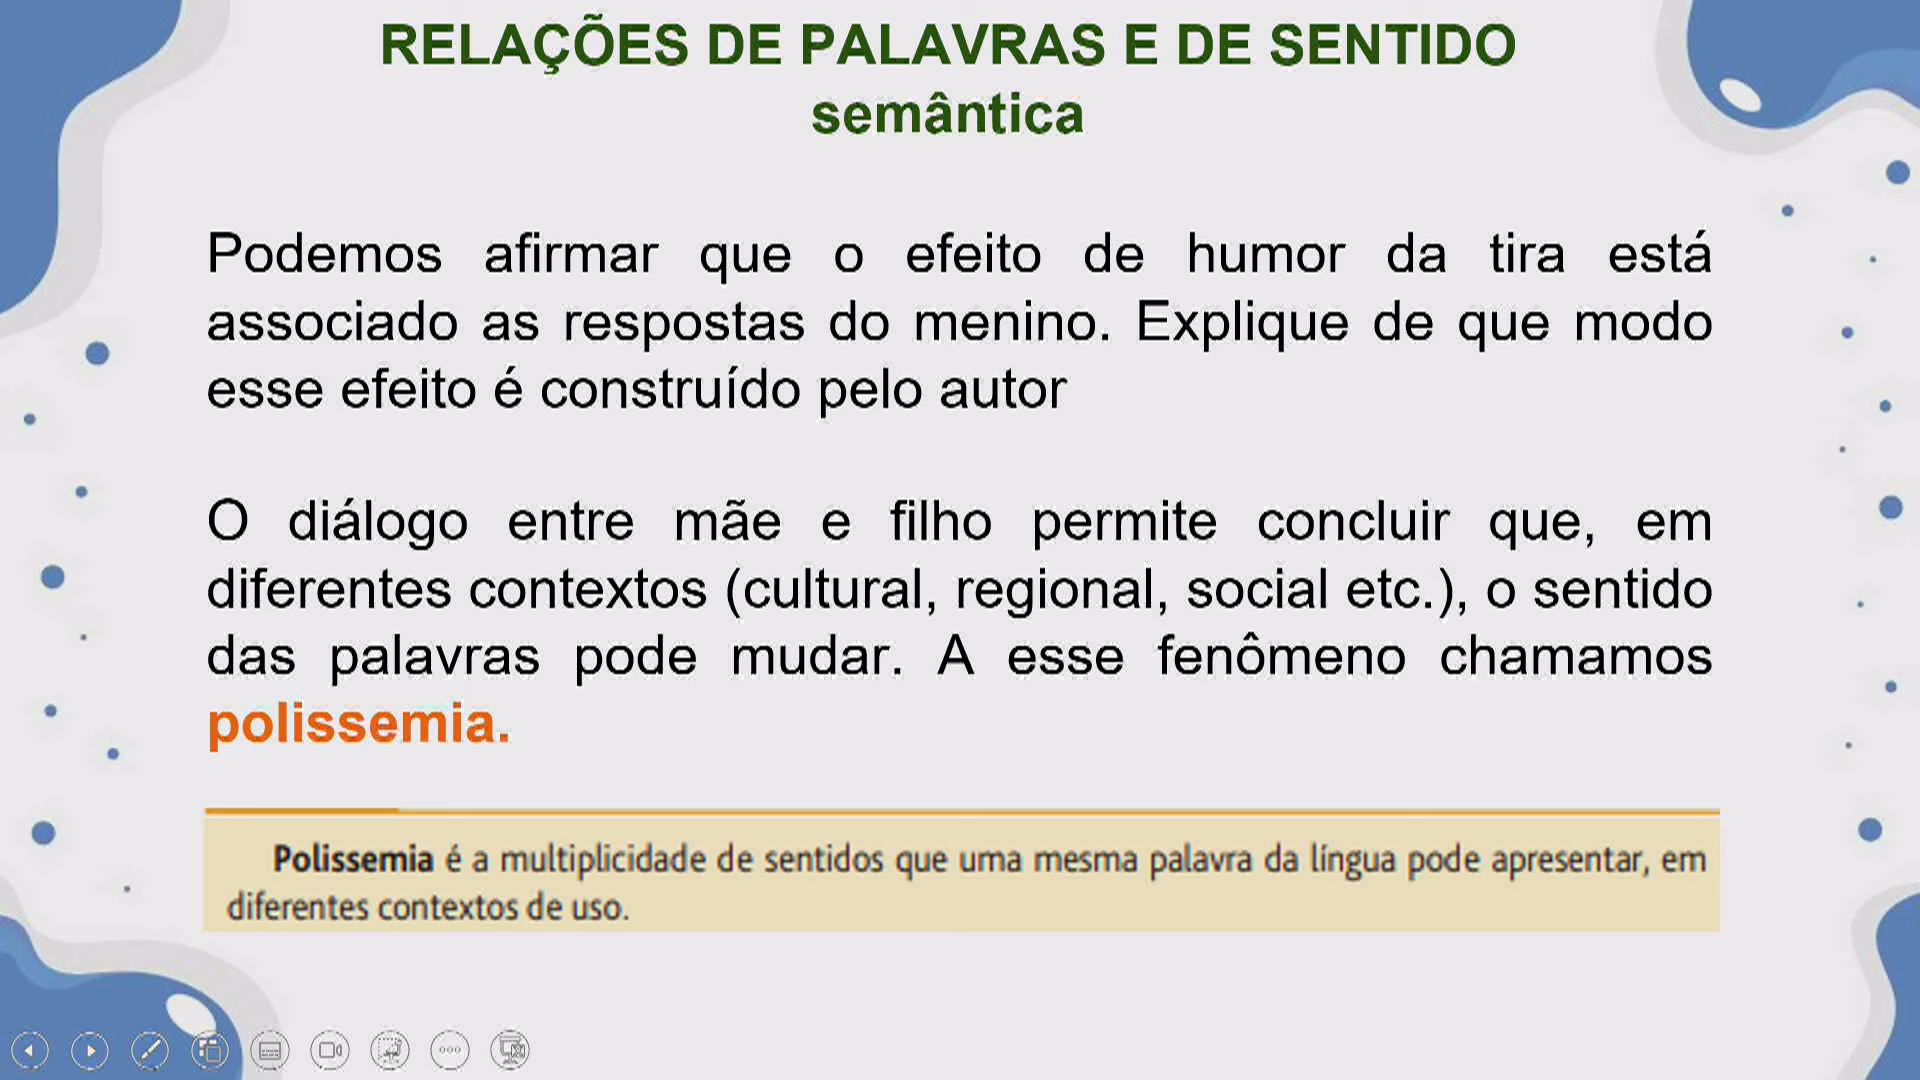 RELAÇÕES DE PALAVRAS E DE SENTIDO
semântica
Podemos afirmar que o efeito de humor da tira está
associado as respostas do menino. Explique de que modo
esse efeito é construído pelo autor
O diálogo entre mãe e filho permite concluir que, em
diferentes contextos (cultural, regional, social etc.), o sentido
das palavras pode mudar. A esse fenômeno chamamos
polissemia.
Polissemia é a multiplicidade de sentidos que uma mesma palavra da língua pode apresentar, em
diferentes contextos de uso.